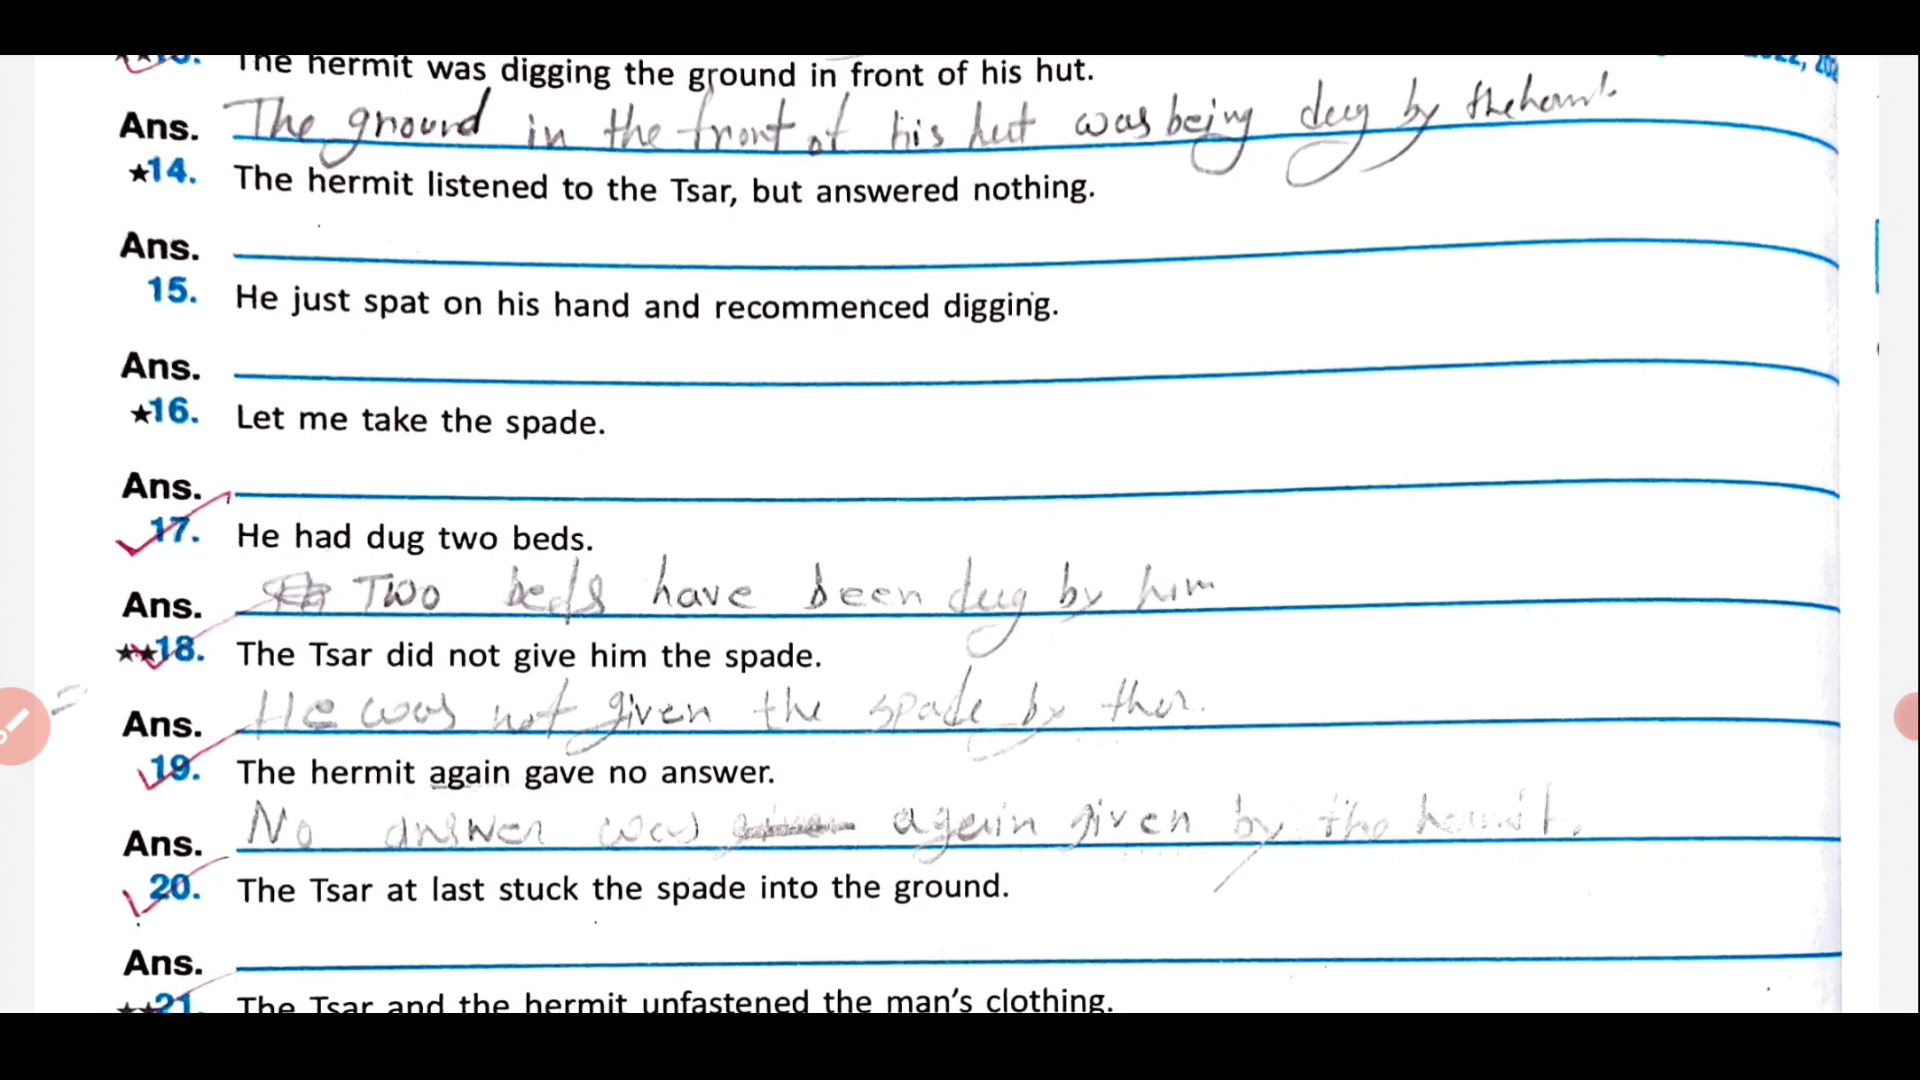 The hermit was digging the ground in front of his hut.
Ans. The ground in the front of his hut was being dug by the
★14. The hermit listened to the Tsar, but answered nothing.
Ans.
15. He just spat on his hand and recommenced digging.
Ans.
★16. Let me take the spade.
Ans.
17. He had dug two beds.
Ans. Two beds have been dug by him
★★18. The Tsar did not give him the spade.
Ans. He was not given the spade by
19. The hermit again gave no answer.
Ans. No answer was again given by the hermit.
20. The Tsar at last stuck the spade into the ground.
Ans.
★★21. The Tsar and the hermit unfastened the man's clothing.